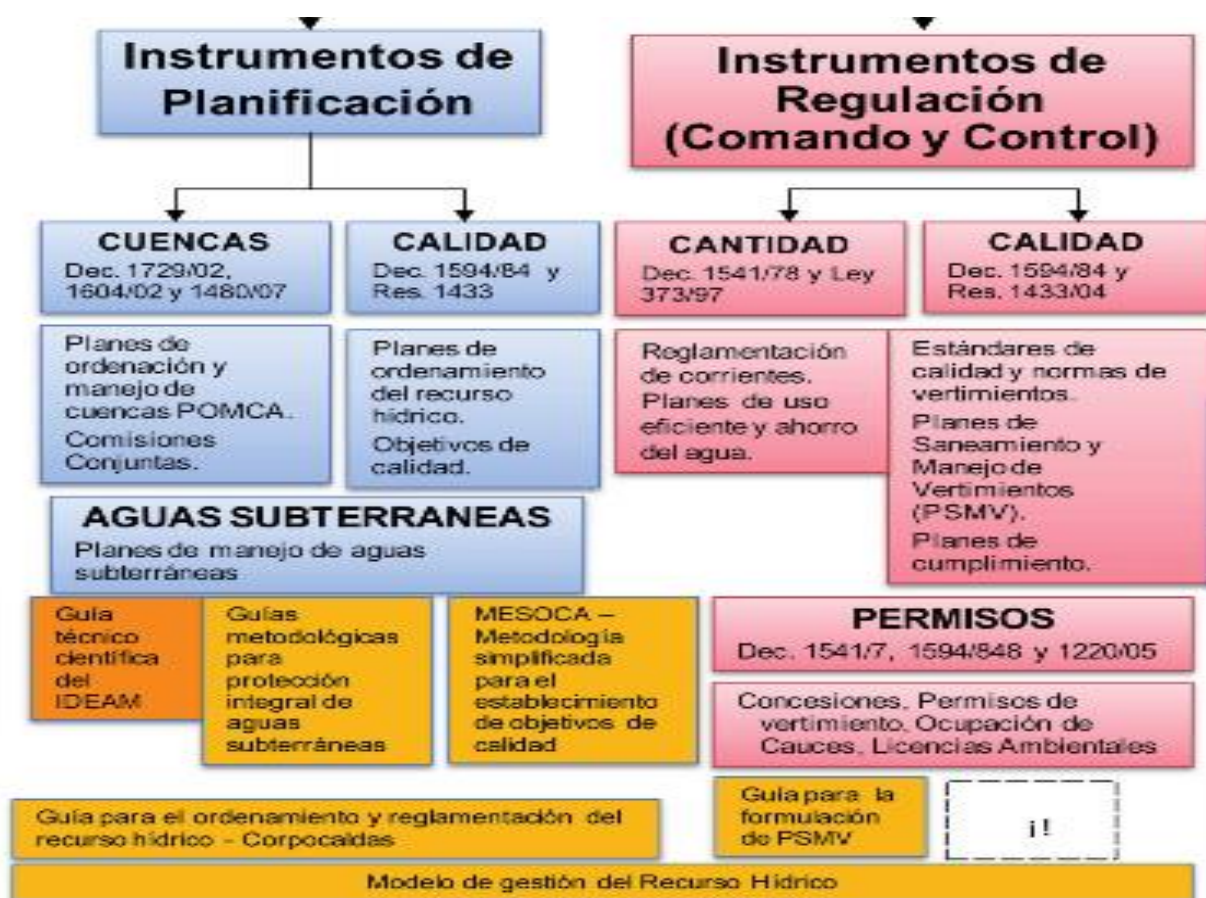 Instrumentos de
Planificación
CUENCAS
Dec. 1729/02,
1604/02 y 1480/07
CALIDAD
Dec. 1594/84 y
Res. 1433
Planes de
ordenación y
manejo de
cuencas POMCA.
Comisiones
Conjuntas.
Planes de
ordenamiento
del recurso
hídrico.
Objetivos de
calidad.
AGUAS SUBTERRANEAS
Planes de manejo de aguas
subterráneas
Guía
técnico
científica
del
IDEAM
Guías
metodológicas
para
protección
integral de
aguas
subterráneas
MESOCA –
Metodología
simplificada
para el
establecimiento
de objetivos de
calidad
Instrumentos de
Regulación
(Comando y Control)
CANTIDAD
Dec. 1541/78 y Ley
373/97
CALIDAD
Dec. 1594/84 y
Res. 1433/04
Reglamentación
de corrientes.
Planes de uso
eficiente y ahorro
del agua.
Estándares de
calidad y normas de
vertimientos.
Planes de
Saneamiento y
Manejo de
Vertimientos
(PSMV).
Planes de
cumplimiento.
PERMISOS
Dec. 1541/7, 1594/848 y 1220/05
Concesiones, Permisos de
vertimiento, Ocupación de
Cauces, Licencias Ambientales
Guía para el ordenamiento y reglamentación del
recurso hídrico - Corpocaldas
Guía para la
formulación
de PSMV
¡!
Modelo de gestión del Recurso Hídrico